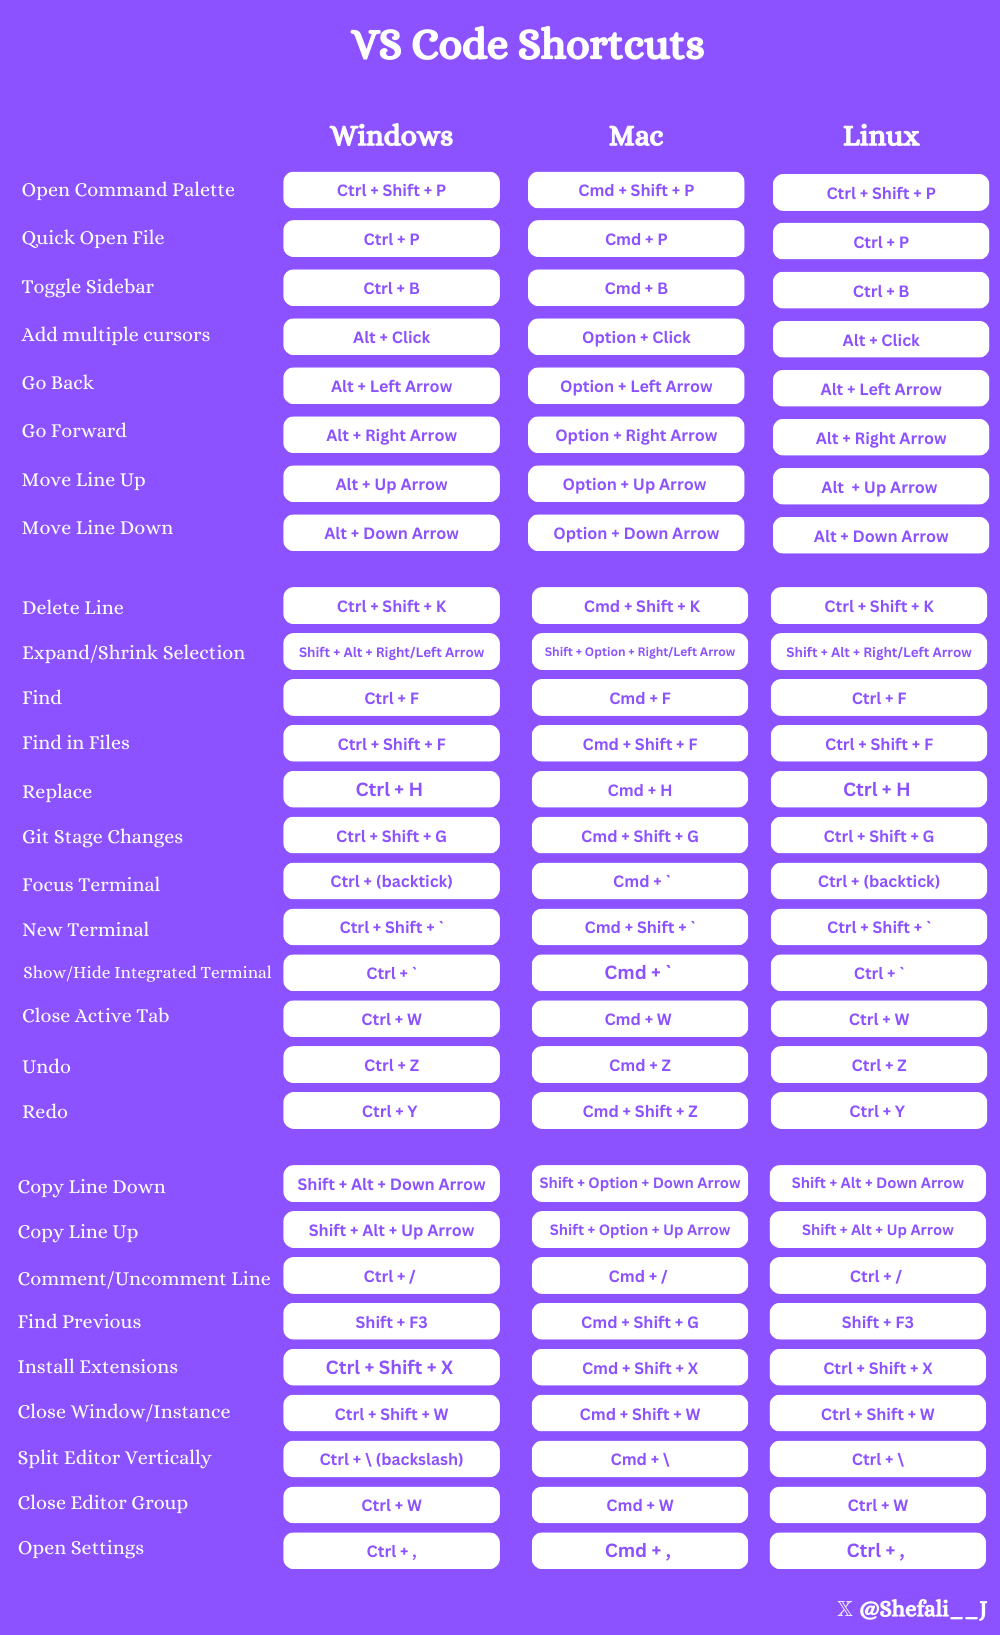 VS Code Shortcuts
Windows Mac Linux
Open Command Palette Ctrl + Shift + P Cmd + Shift + P Ctrl + Shift + P
Quick Open File Ctrl + P Cmd + P Ctrl + P
Toggle Sidebar Ctrl + B Cmd + B Ctrl + B
Add multiple cursors Alt + Click Option + Click Alt + Click
Go Back Alt + Left Arrow Option + Left Arrow Alt + Left Arrow
Go Forward Alt + Right Arrow Option + Right Arrow Alt + Right Arrow
Move Line Up Alt + Up Arrow Option + Up Arrow Alt + Up Arrow
Move Line Down Alt + Down Arrow Option + Down Arrow Alt + Down Arrow
Delete Line Ctrl + Shift + K Cmd + Shift + K Ctrl + Shift + K
Expand/Shrink Selection Shift + Alt + Right/Left Arrow Shift + Option + Right/Left Arrow Shift + Alt + Right/Left Arrow
Find Ctrl + F Cmd + F Ctrl + F
Find in Files Ctrl + Shift + F Cmd + Shift + F Ctrl + Shift + F
Replace Ctrl + H Cmd + H Ctrl + H
Git Stage Changes Ctrl + Shift + G Cmd + Shift + G Ctrl + Shift + G
Focus Terminal Ctrl + (backtick) Cmd + ` Ctrl + (backtick)
New Terminal Ctrl + Shift + ` Cmd + Shift + ` Ctrl + Shift + `
Show/Hide Integrated Terminal Ctrl + ` Cmd + ` Ctrl + `
Close Active Tab Ctrl + W Cmd + W Ctrl + W
Undo Ctrl + Z Cmd + Z Ctrl + Z
Redo Ctrl + Y Cmd + Shift + Z Ctrl + Y
Copy Line Down Shift + Alt + Down Arrow Shift + Option + Down Arrow Shift + Alt + Down Arrow
Copy Line Up Shift + Alt + Up Arrow Shift + Option + Up Arrow Shift + Alt + Up Arrow
Comment/Uncomment Line Ctrl + / Cmd + / Ctrl + /
Find Previous Shift + F3 Cmd + Shift + G Shift + F3
Install Extensions Ctrl + Shift + X Cmd + Shift + X Ctrl + Shift + X
Close Window/Instance Ctrl + Shift + W Cmd + Shift + W Ctrl + Shift + W
Split Editor Vertically Ctrl + \ (backslash) Cmd + \ Ctrl + \
Close Editor Group Ctrl + W Cmd + W Ctrl + W
Open Settings Ctrl + , Cmd + , Ctrl + ,
𝕏 @Shefali__J